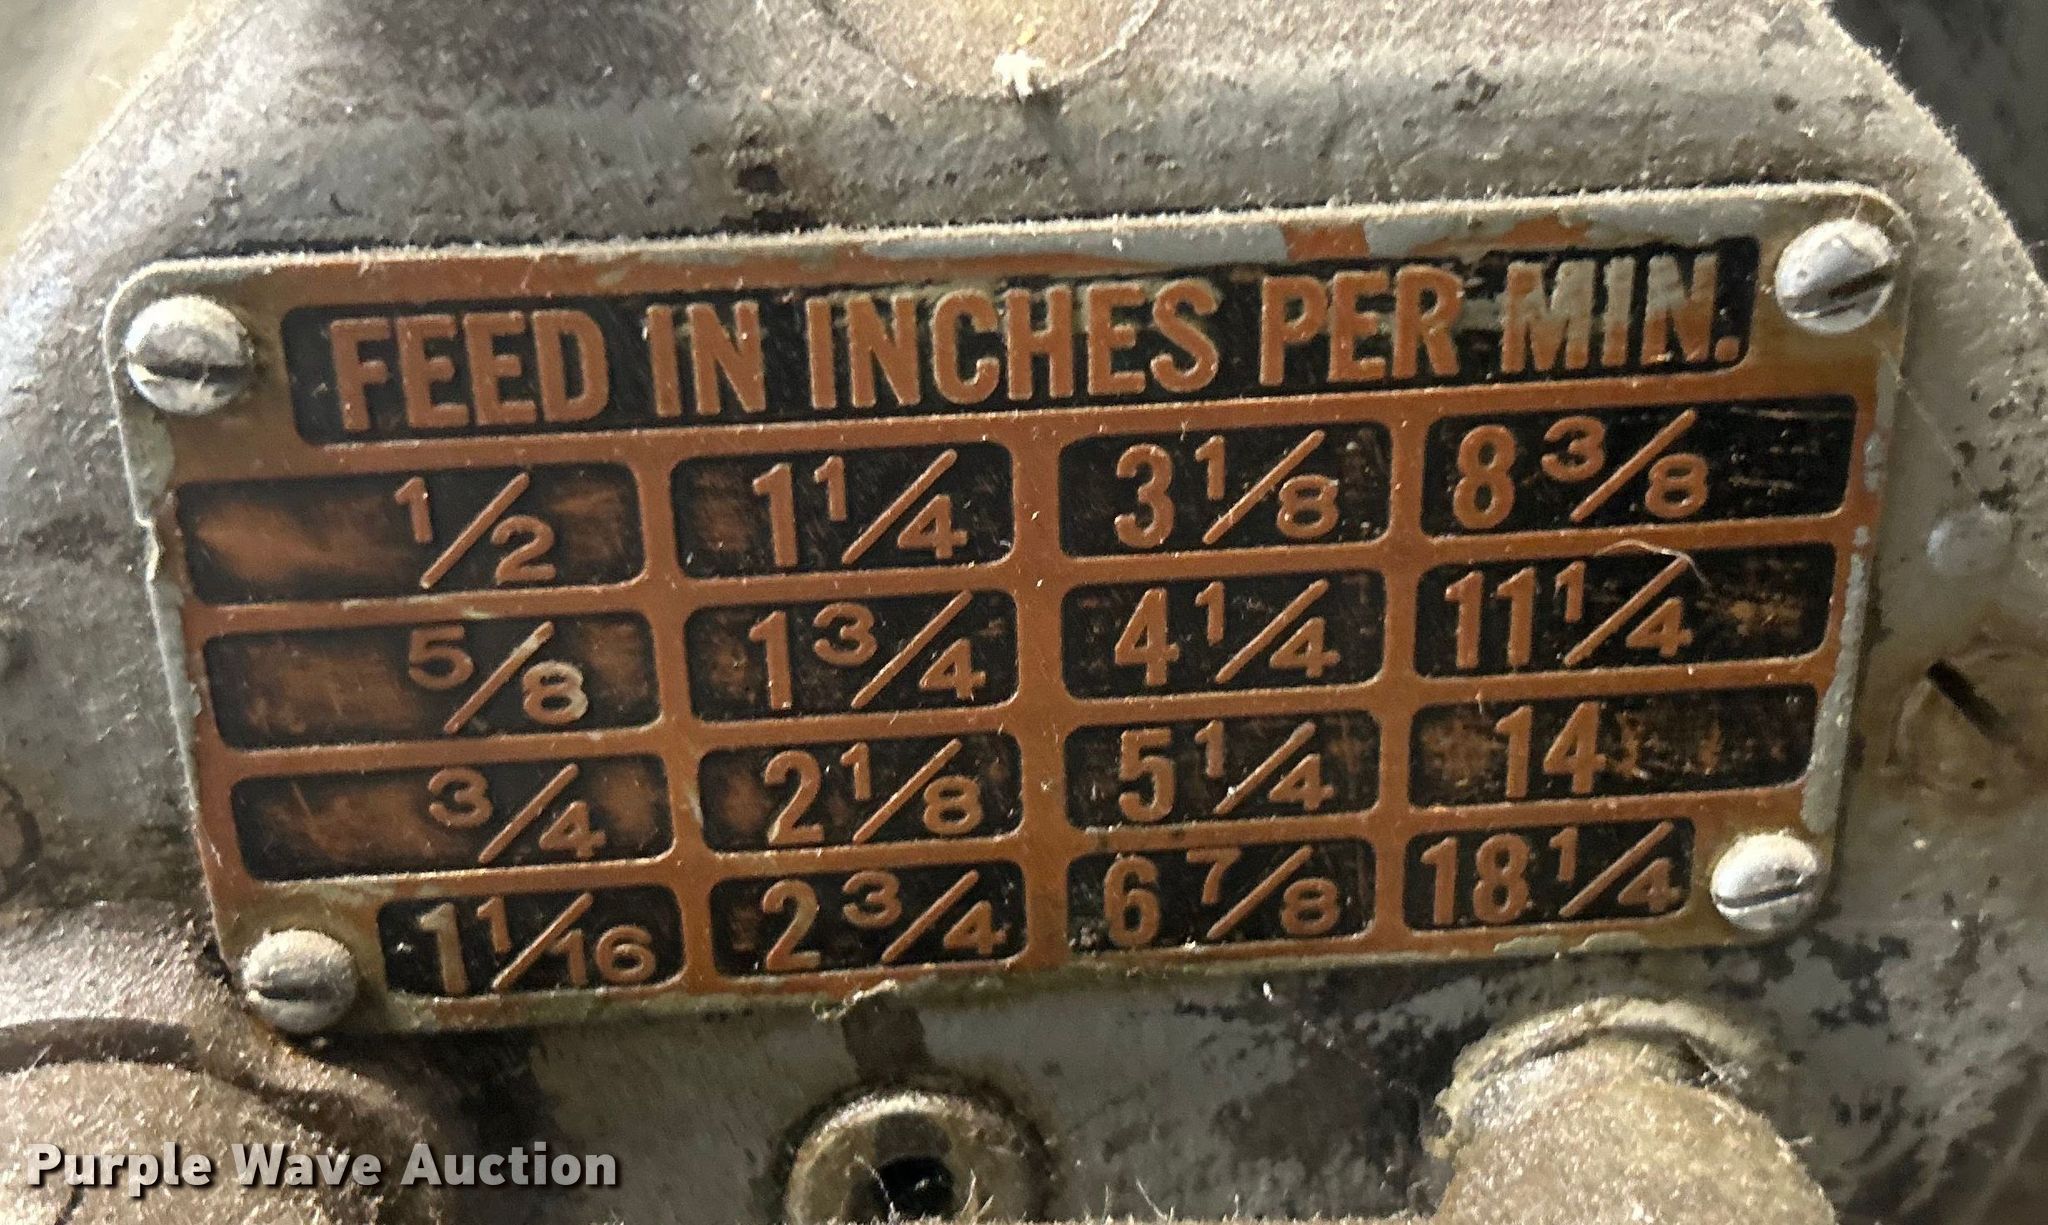 FEED IN INCHES PER MIN.
1/2 1 1/4 3 1/8 8 3/8
5/8 1 3/4 4 1/4 11 1/4
3/4 2 1/8 5 1/4 14
1 1/16 2 3/4 6 7/8 18 1/4
Purple Wave Auction